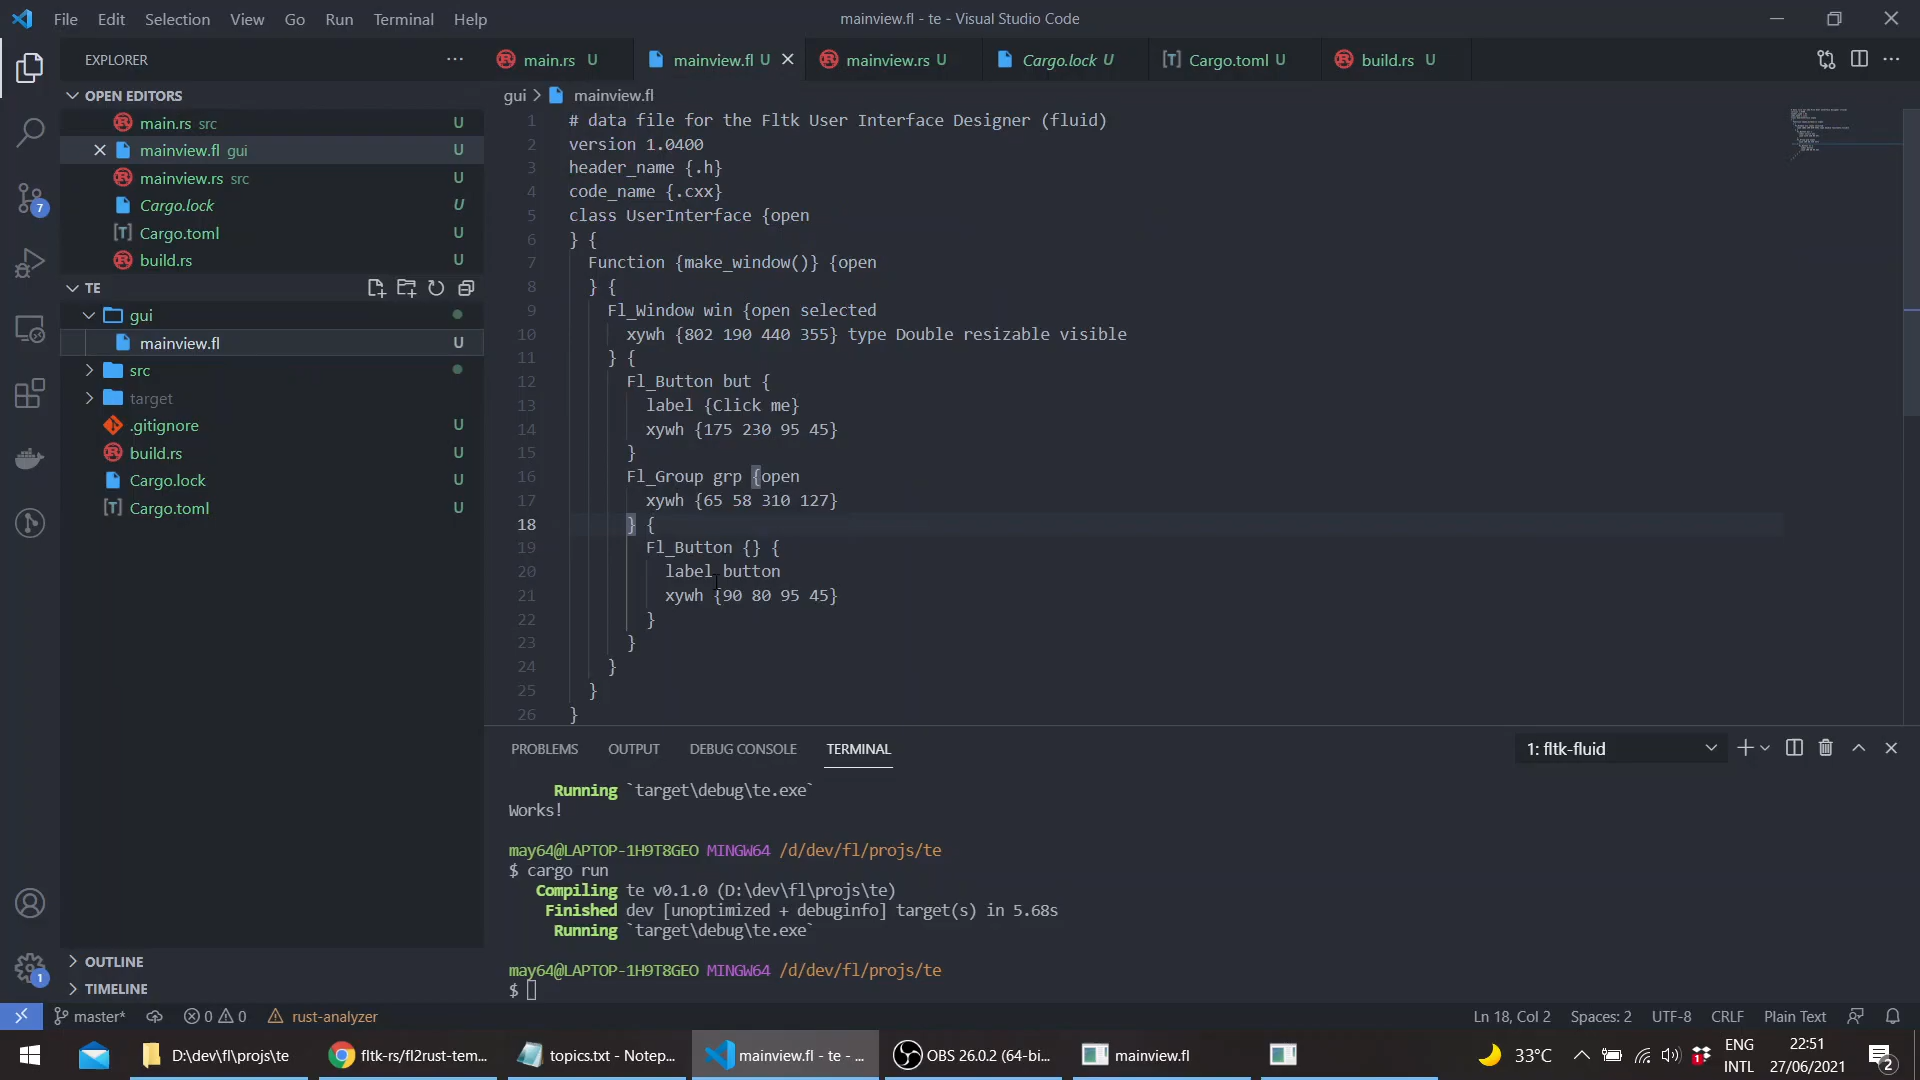 File Edit Selection View Go Run Terminal Help
mainview.fl - te - Visual Studio Code
EXPLORER
main.rs U
mainview.fl U
mainview.rs U
Cargo.lock U
[T] Cargo.toml U
build.rs U
OPEN EDITORS
main.rs src U
mainview.fl gui U
mainview.rs src U
Cargo.lock U
[T] Cargo.toml U
build.rs U
TE
gui
mainview.fl U
src
target
.gitignore U
build.rs U
Cargo.lock U
[T] Cargo.toml U
OUTLINE
TIMELINE
7
1
gui > mainview.fl
1 # data file for the Fltk User Interface Designer (fluid)
2 version 1.0400
3 header_name {.h}
4 code_name {.cxx}
5 class UserInterface {open
6 } {
7 Function {make_window()} {open
8 } {
9 Fl_Window win {open selected
10 xywh {802 190 440 355} type Double resizable visible
11 } {
12 Fl_Button but {
13 label {Click me}
14 xywh {175 230 95 45}
15 }
16 Fl_Group grp {open
17 xywh {65 58 310 127}
18 } {
19 Fl_Button {} {
20 label button
21 xywh {90 80 95 45}
22 }
23 }
24 }
25 }
26 }
PROBLEMS OUTPUT DEBUG CONSOLE TERMINAL
1: fltk-fluid
Running `target\debug\te.exe`
Works!
may64@LAPTOP-1H9T8GEO MINGW64 /d/dev/fl/projs/te
$ cargo run
Compiling te v0.1.0 (D:\dev\fl\projs\te)
Finished dev [unoptimized + debuginfo] target(s) in 5.68s
Running `target\debug\te.exe`
may64@LAPTOP-1H9T8GEO MINGW64 /d/dev/fl/projs/te
$
master* 0 0 rust-analyzer
Ln 18, Col 2 Spaces: 2 UTF-8 CRLF Plain Text
D:\dev\fl\projs\te
fltk-rs/fl2rust-tem...
topics.txt - Notep...
mainview.fl - te - ...
OBS 26.0.2 (64-bi...
mainview.fl
33°C
1
ENG
INTL
22:51
27/06/2021
2